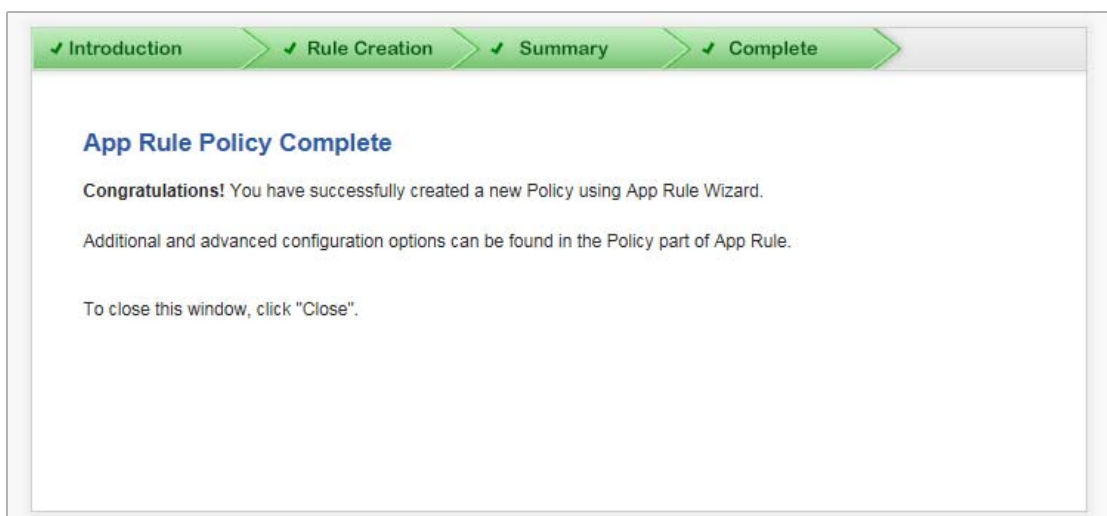 Introduction Rule Creation Summary Complete
App Rule Policy Complete
Congratulations! You have successfully created a new Policy using App Rule Wizard.
Additional and advanced configuration options can be found in the Policy part of App Rule.
To close this window, click "Close".